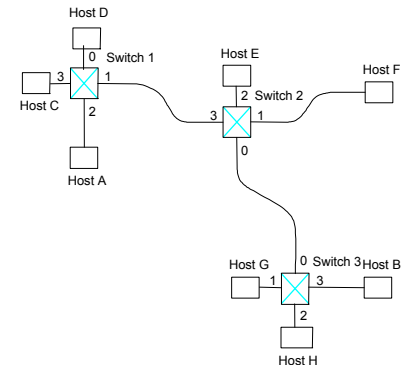 Host D
0 Switch 1
3 1
Host C
2
Host A
Host E
2 Switch 2
3 1
0
Host F
0 Switch 3 Host B
Host G
1 3
2
Host H